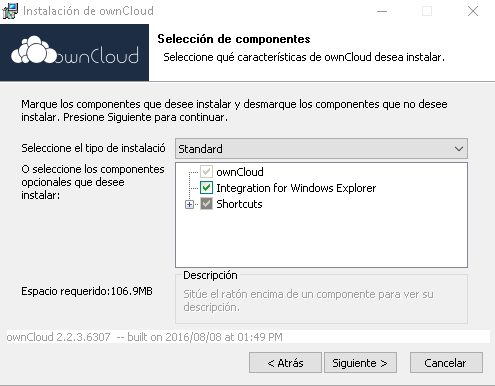 Instalación de ownCloud
ownCloud
Selección de componentes
Seleccione qué características de ownCloud desea instalar.
Marque los componentes que desee instalar y desmarque los componentes que no desee
instalar. Presione Siguiente para continuar.
Seleccione el tipo de instalació
Standard
O seleccione los componentes
opcionales que desee
instalar:
ownCloud
Integration for Windows Explorer
Shortcuts
Espacio requerido:106.9MB
Descripción
Sitúe el ratón encima de un componente para ver su
descripción.
ownCloud 2.2.3.6307 -- built on 2016/08/08 at 01:49 PM
< Atrás
Siguiente >
Cancelar